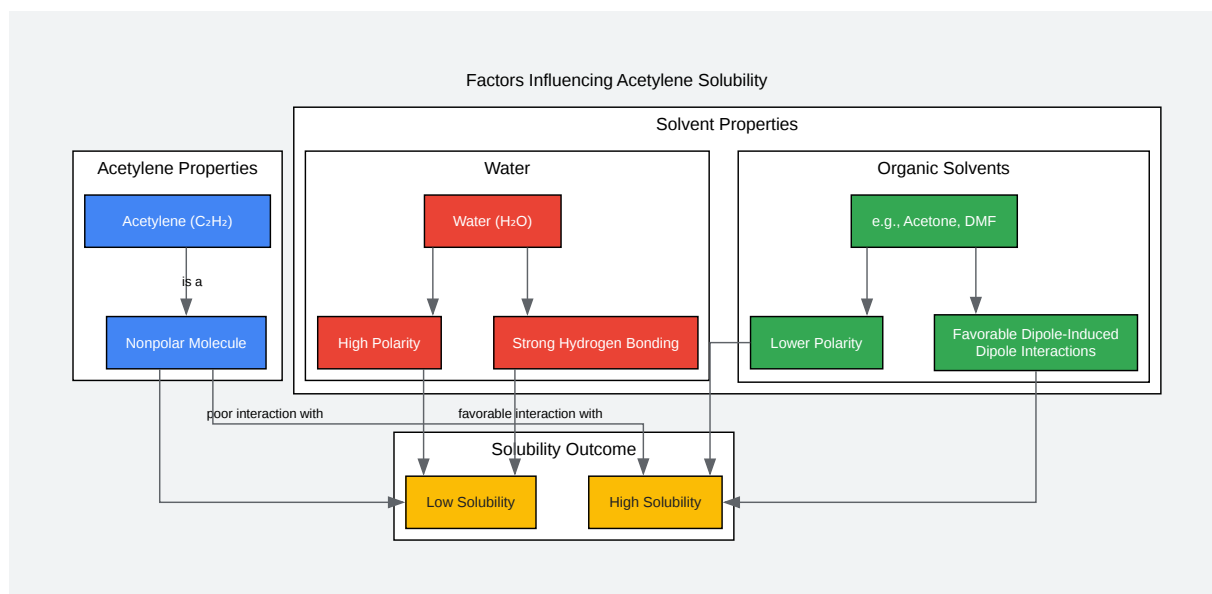 Factors Influencing Acetylene Solubility
Solvent Properties
Acetylene Properties
Water
Organic Solvents
Acetylene (C₂H₂)
Water (H₂O)
e.g., Acetone, DMF
is a
Nonpolar Molecule
High Polarity
Strong Hydrogen Bonding
Lower Polarity
Favorable Dipole-Induced
Dipole Interactions
poor interaction with
favorable interaction with
Solubility Outcome
Low Solubility
High Solubility